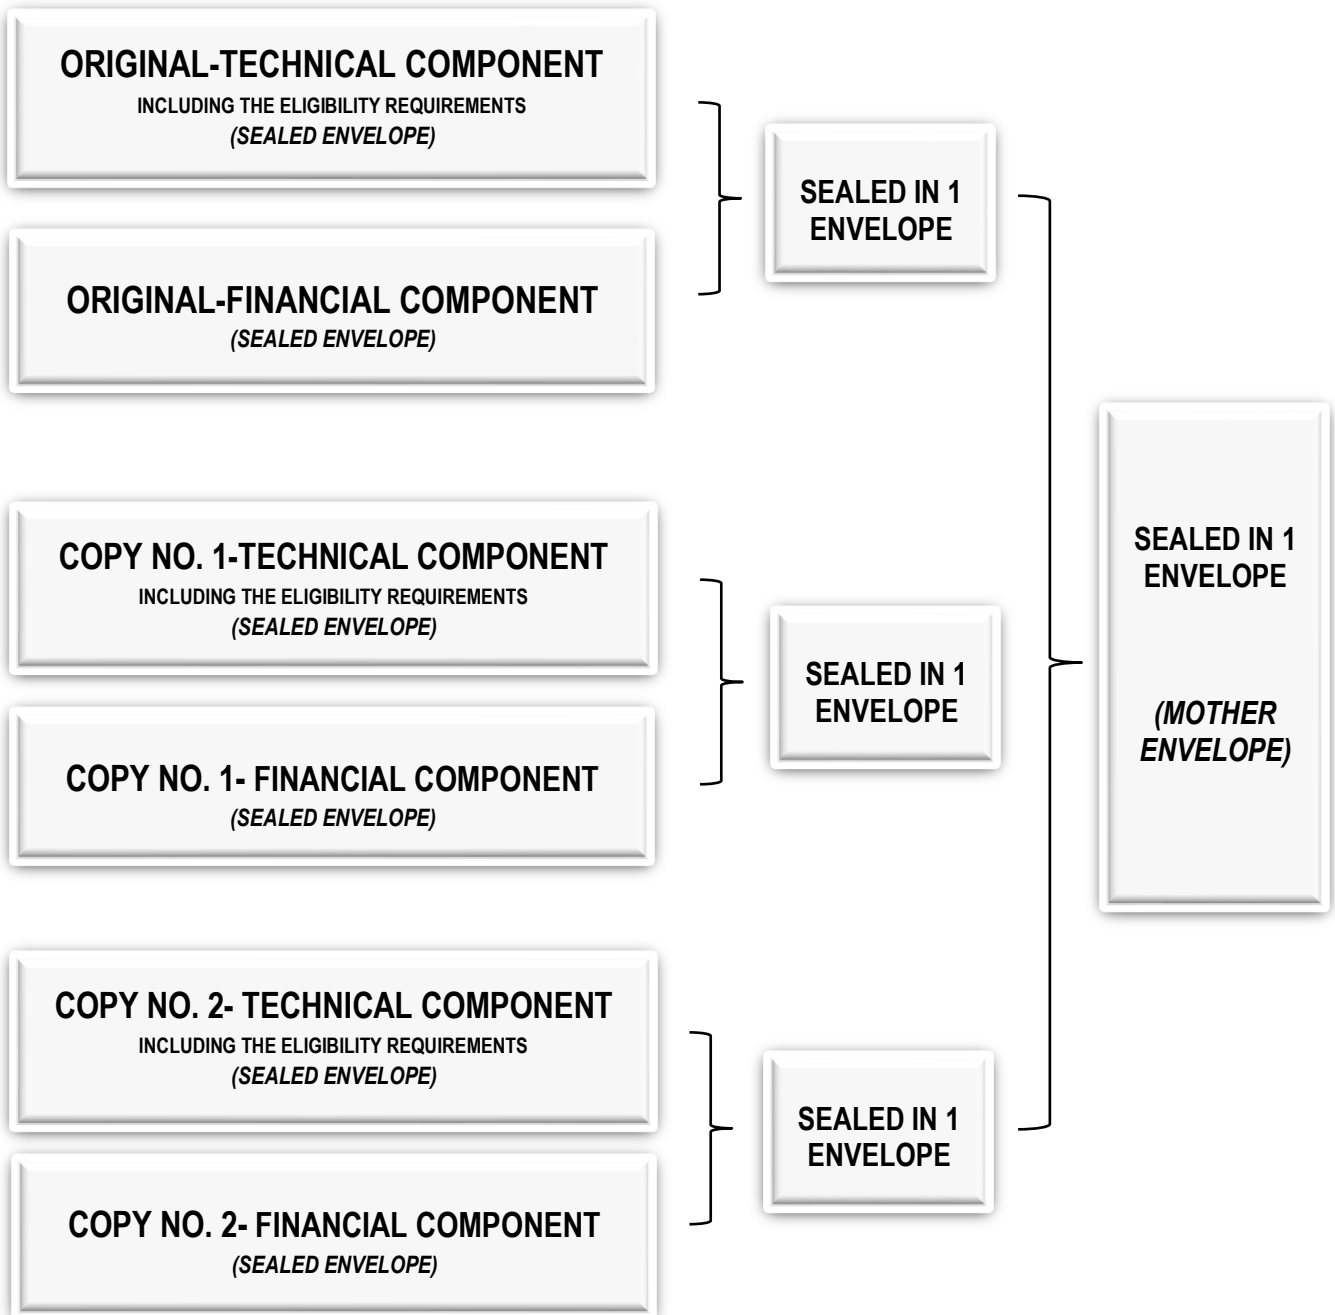 ORIGINAL-TECHNICAL COMPONENT
INCLUDING THE ELIGIBILITY REQUIREMENTS
(SEALED ENVELOPE)
ORIGINAL-FINANCIAL COMPONENT
(SEALED ENVELOPE)
SEALED IN 1
ENVELOPE
COPY NO. 1-TECHNICAL COMPONENT
INCLUDING THE ELIGIBILITY REQUIREMENTS
(SEALED ENVELOPE)
COPY NO. 1- FINANCIAL COMPONENT
(SEALED ENVELOPE)
SEALED IN 1
ENVELOPE
COPY NO. 2- TECHNICAL COMPONENT
INCLUDING THE ELIGIBILITY REQUIREMENTS
(SEALED ENVELOPE)
COPY NO. 2- FINANCIAL COMPONENT
(SEALED ENVELOPE)
SEALED IN 1
ENVELOPE
SEALED IN 1
ENVELOPE
(MOTHER
ENVELOPE)